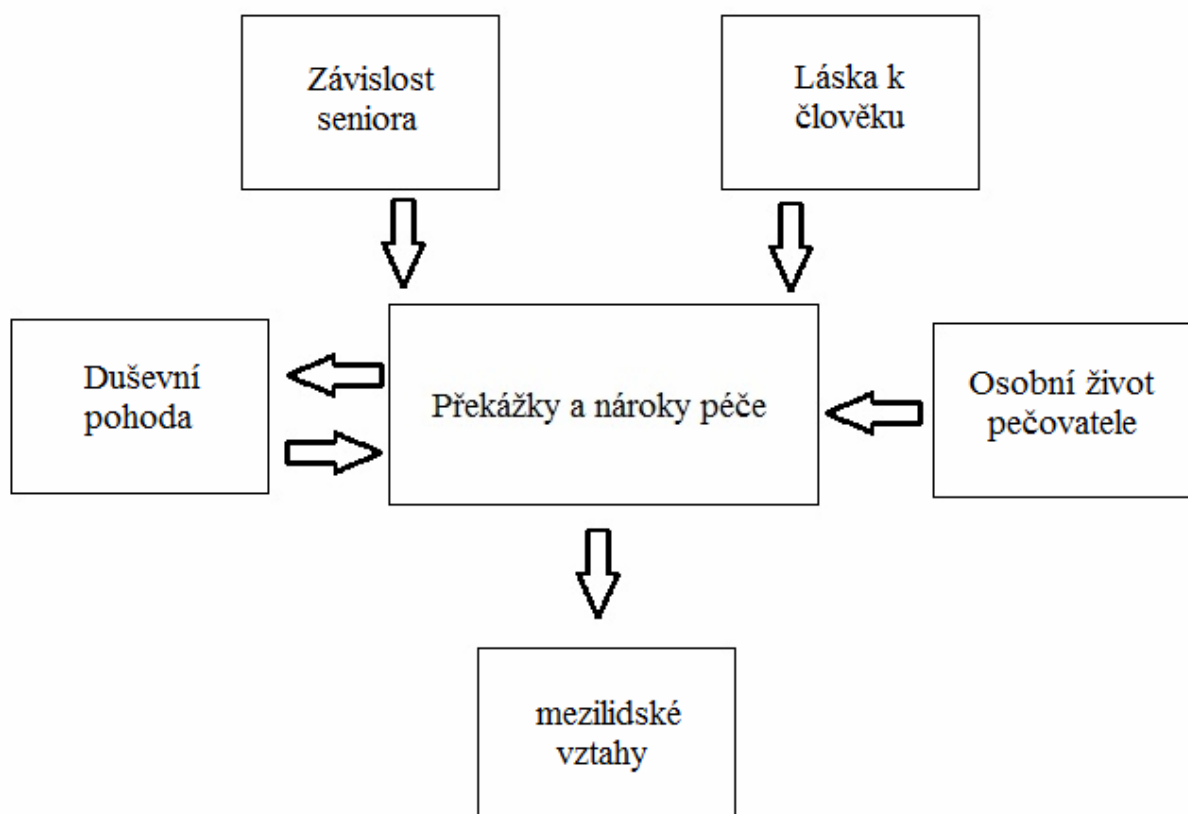 Závislost
seniora
Láska k
člověku
Duševní
pohoda
Překážky a nároky péče
Osobní život
pečovatele
mezilidské
vztahy